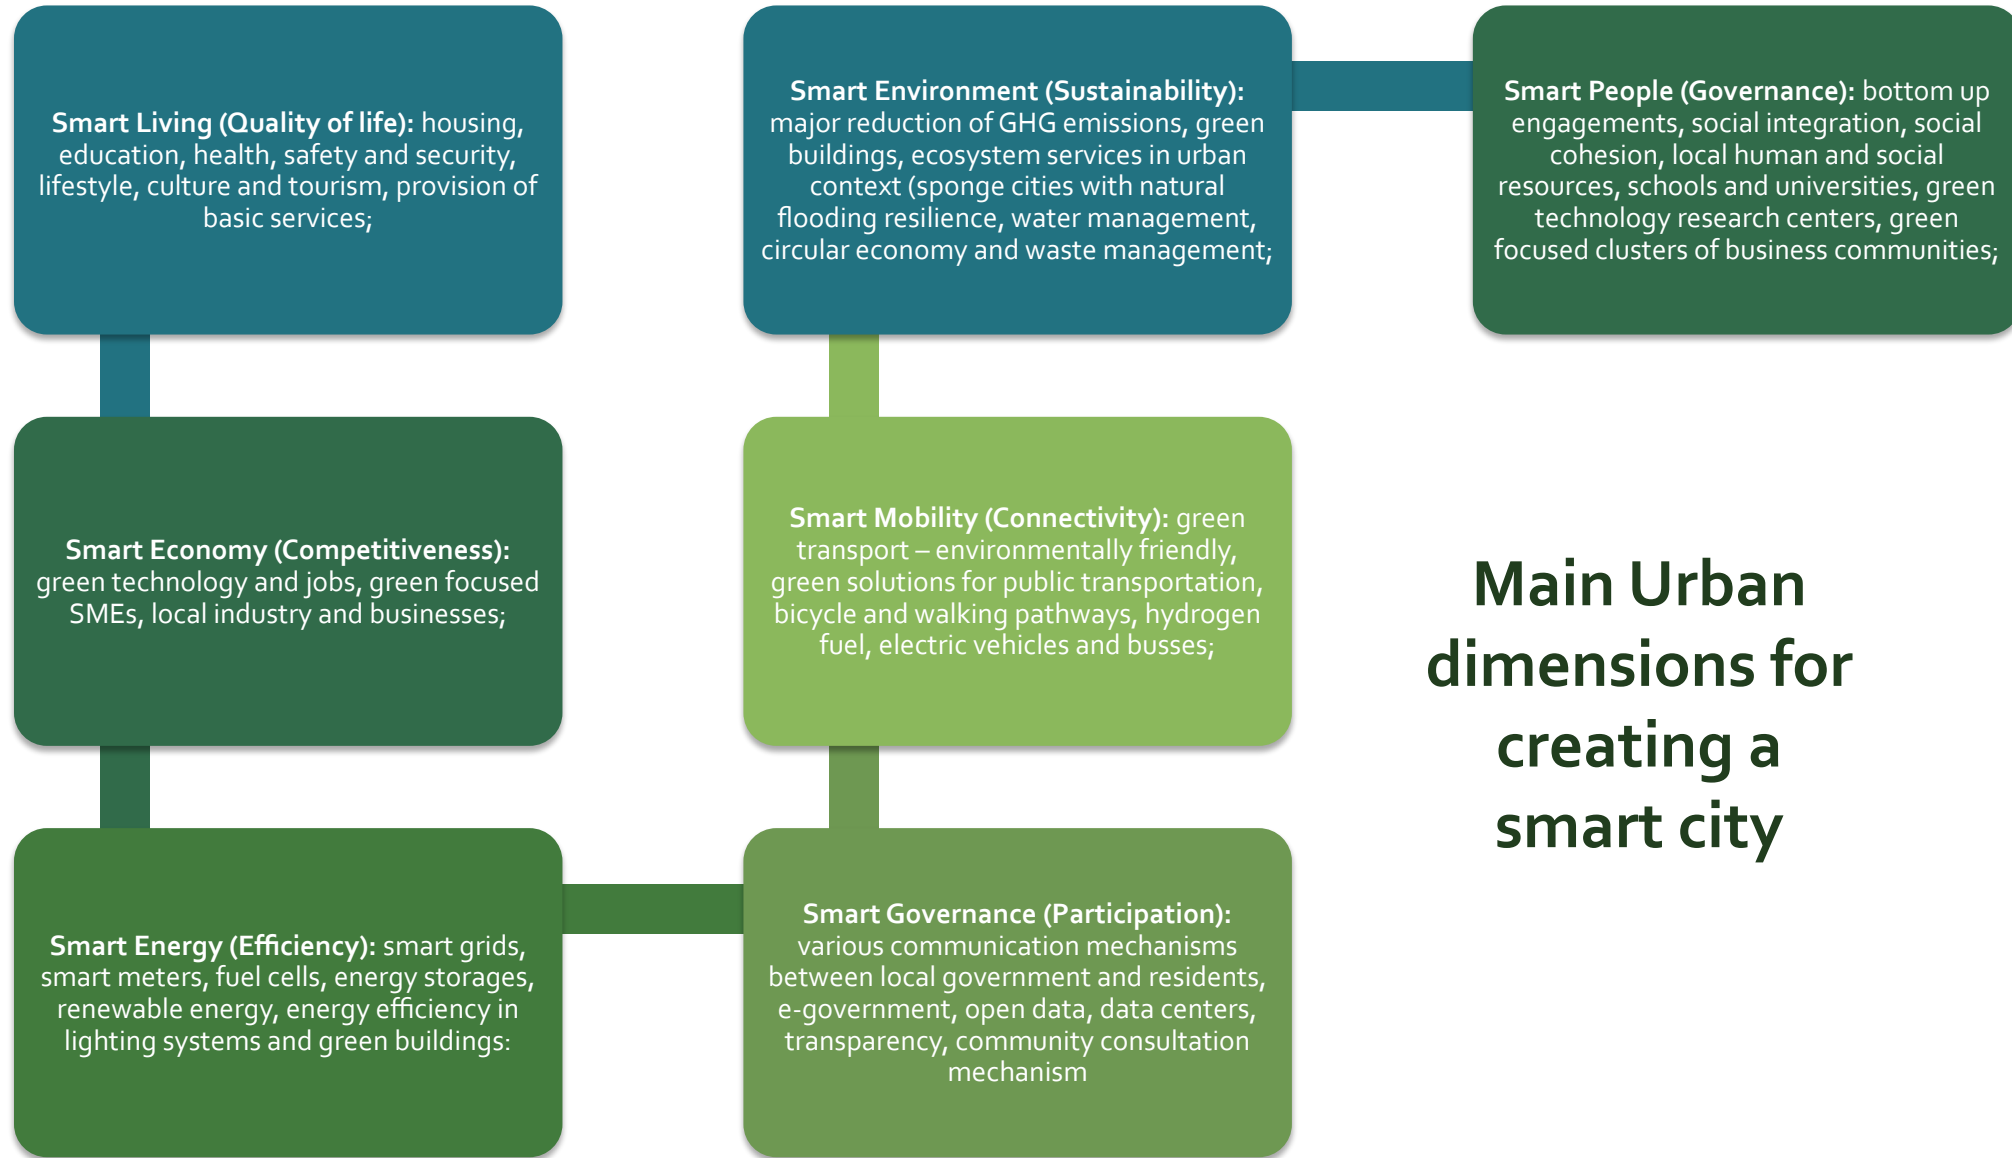 Smart Living (Quality of life): housing,
education, health, safety and security,
lifestyle, culture and tourism, provision of
basic services;
Smart Economy (Competitiveness):
green technology and jobs, green focused
SMEs, local industry and businesses;
Smart Energy (Efficiency): smart grids,
smart meters, fuel cells, energy storages,
renewable energy, energy efficiency in
lighting systems and green buildings:
Smart Governance (Participation):
various communication mechanisms
between local government and residents,
e-government, open data, data centers,
transparency, community consultation
mechanism
Smart Mobility (Connectivity): green
transport – environmentally friendly,
green solutions for public transportation,
bicycle and walking pathways, hydrogen
fuel, electric vehicles and busses;
Smart Environment (Sustainability):
major reduction of GHG emissions, green
buildings, ecosystem services in urban
context (sponge cities with natural
flooding resilience, water management,
circular economy and waste management;
Smart People (Governance): bottom up
engagements, social integration, social
cohesion, local human and social
resources, schools and universities, green
technology research centers, green
focused clusters of business communities;
Main Urban
dimensions for
creating a
smart city